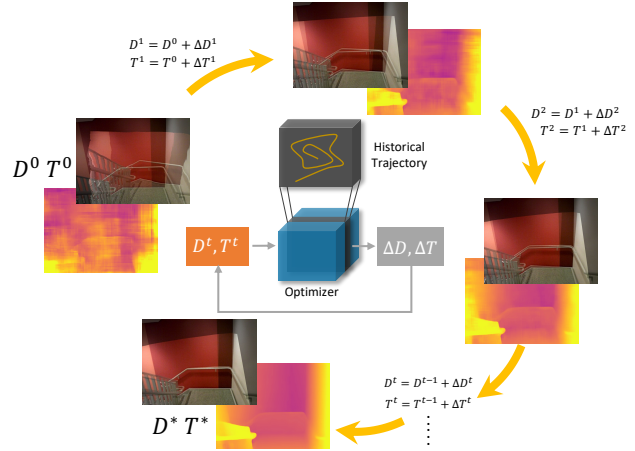 D¹ = D⁰ + ΔD¹
T¹ = T⁰ + ΔT¹
D² = D¹ + ΔD²
T² = T¹ + ΔT²
D⁰ T⁰
Historical
Trajectory
Dᵗ, Tᵗ
ΔD, ΔT
Optimizer
Dᵗ = Dᵗ⁻¹ + ΔDᵗ
Tᵗ = Tᵗ⁻¹ + ΔTᵗ
D* T*